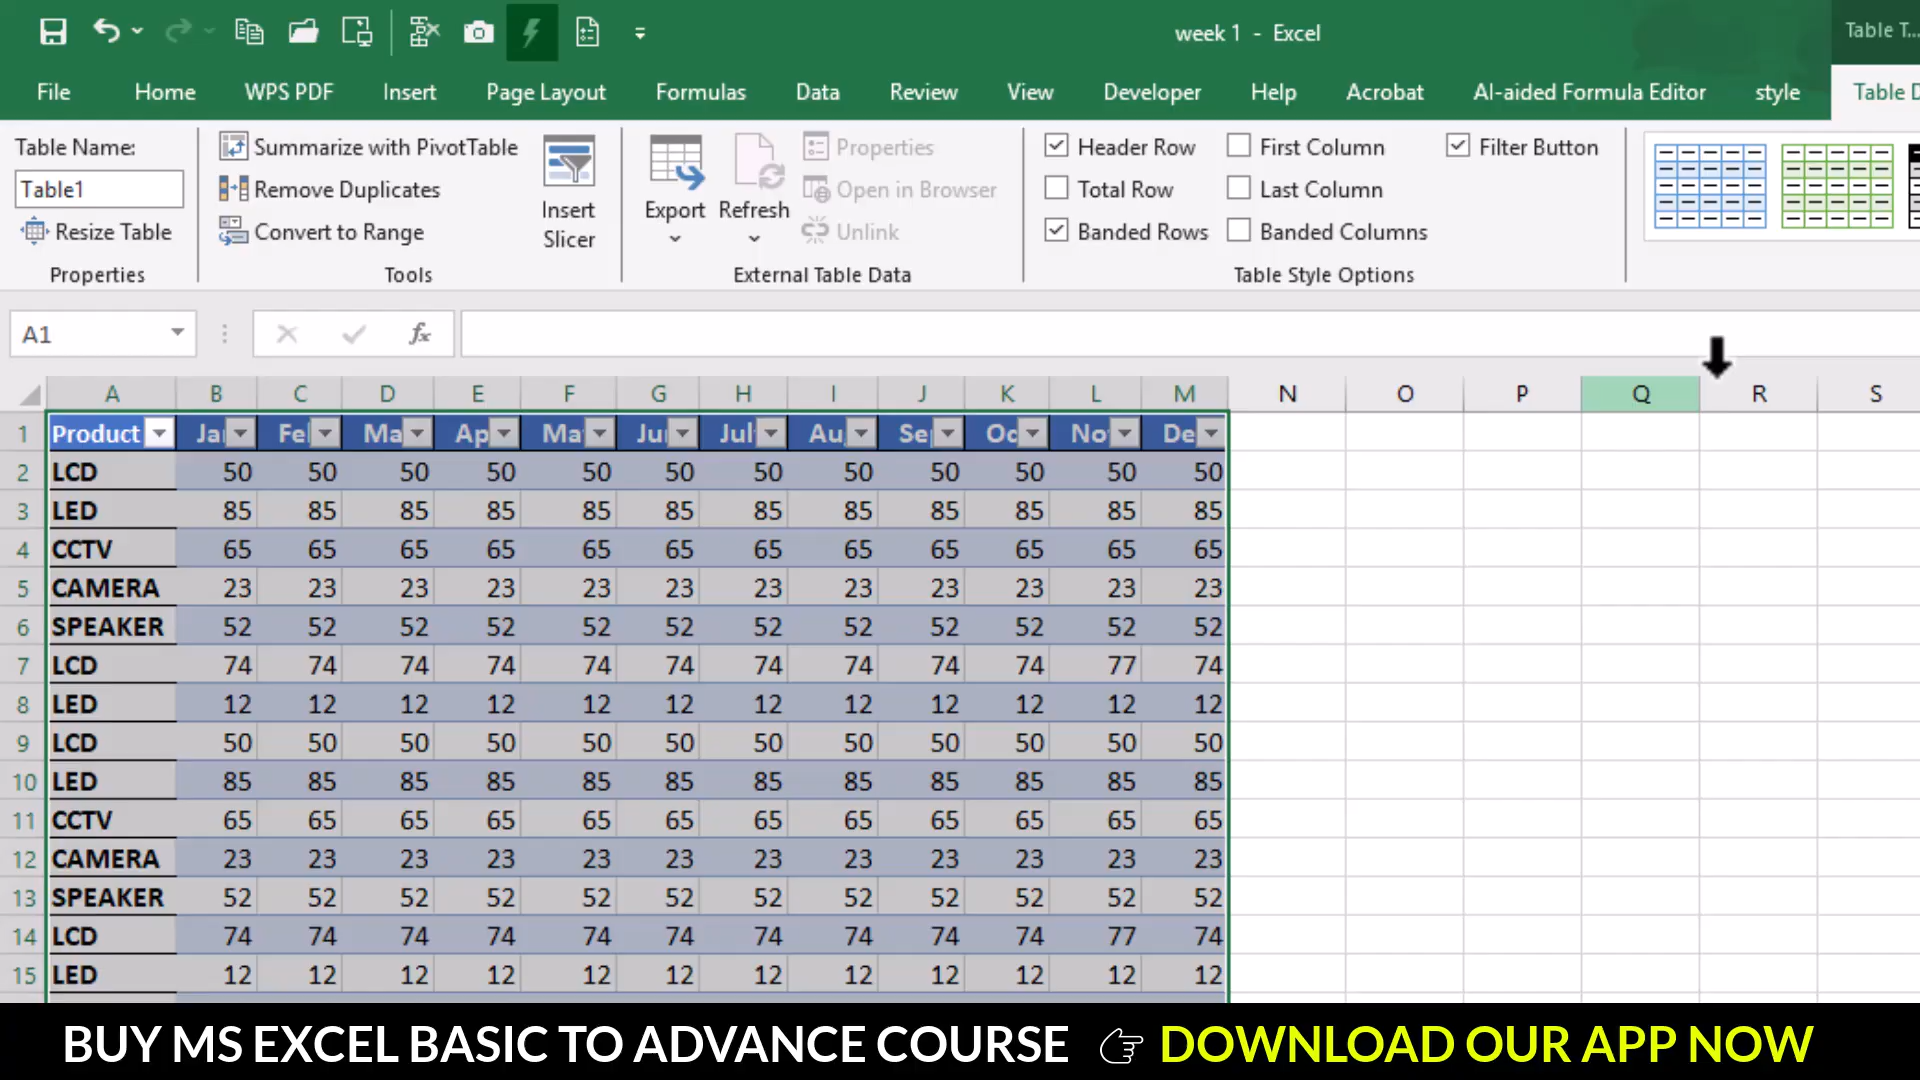 week 1 - Excel
Table T...
File Home WPS PDF Insert Page Layout Formulas Data Review View Developer Help Acrobat AI-aided Formula Editor style Table D
Table Name:
Table1
Resize Table
Properties
Summarize with PivotTable
Remove Duplicates
Convert to Range
Tools
Insert
Slicer
Export
Refresh
Properties
Open in Browser
Unlink
External Table Data
Header Row
Total Row
Banded Rows
First Column
Last Column
Banded Columns
Filter Button
Table Style Options
A1
fx
A B C D E F G H I J K L M N O P Q R S
1 Product Ja Fe Ma Ap Ma Ju Jul Au Se Oc No De
2 LCD 50 50 50 50 50 50 50 50 50 50 50 50
3 LED 85 85 85 85 85 85 85 85 85 85 85 85
4 CCTV 65 65 65 65 65 65 65 65 65 65 65 65
5 CAMERA 23 23 23 23 23 23 23 23 23 23 23 23
6 SPEAKER 52 52 52 52 52 52 52 52 52 52 52 52
7 LCD 74 74 74 74 74 74 74 74 74 74 77 74
8 LED 12 12 12 12 12 12 12 12 12 12 12 12
9 LCD 50 50 50 50 50 50 50 50 50 50 50 50
10 LED 85 85 85 85 85 85 85 85 85 85 85 85
11 CCTV 65 65 65 65 65 65 65 65 65 65 65 65
12 CAMERA 23 23 23 23 23 23 23 23 23 23 23 23
13 SPEAKER 52 52 52 52 52 52 52 52 52 52 52 52
14 LCD 74 74 74 74 74 74 74 74 74 74 77 74
15 LED 12 12 12 12 12 12 12 12 12 12 12 12
BUY MS EXCEL BASIC TO ADVANCE COURSE 👉 DOWNLOAD OUR APP NOW